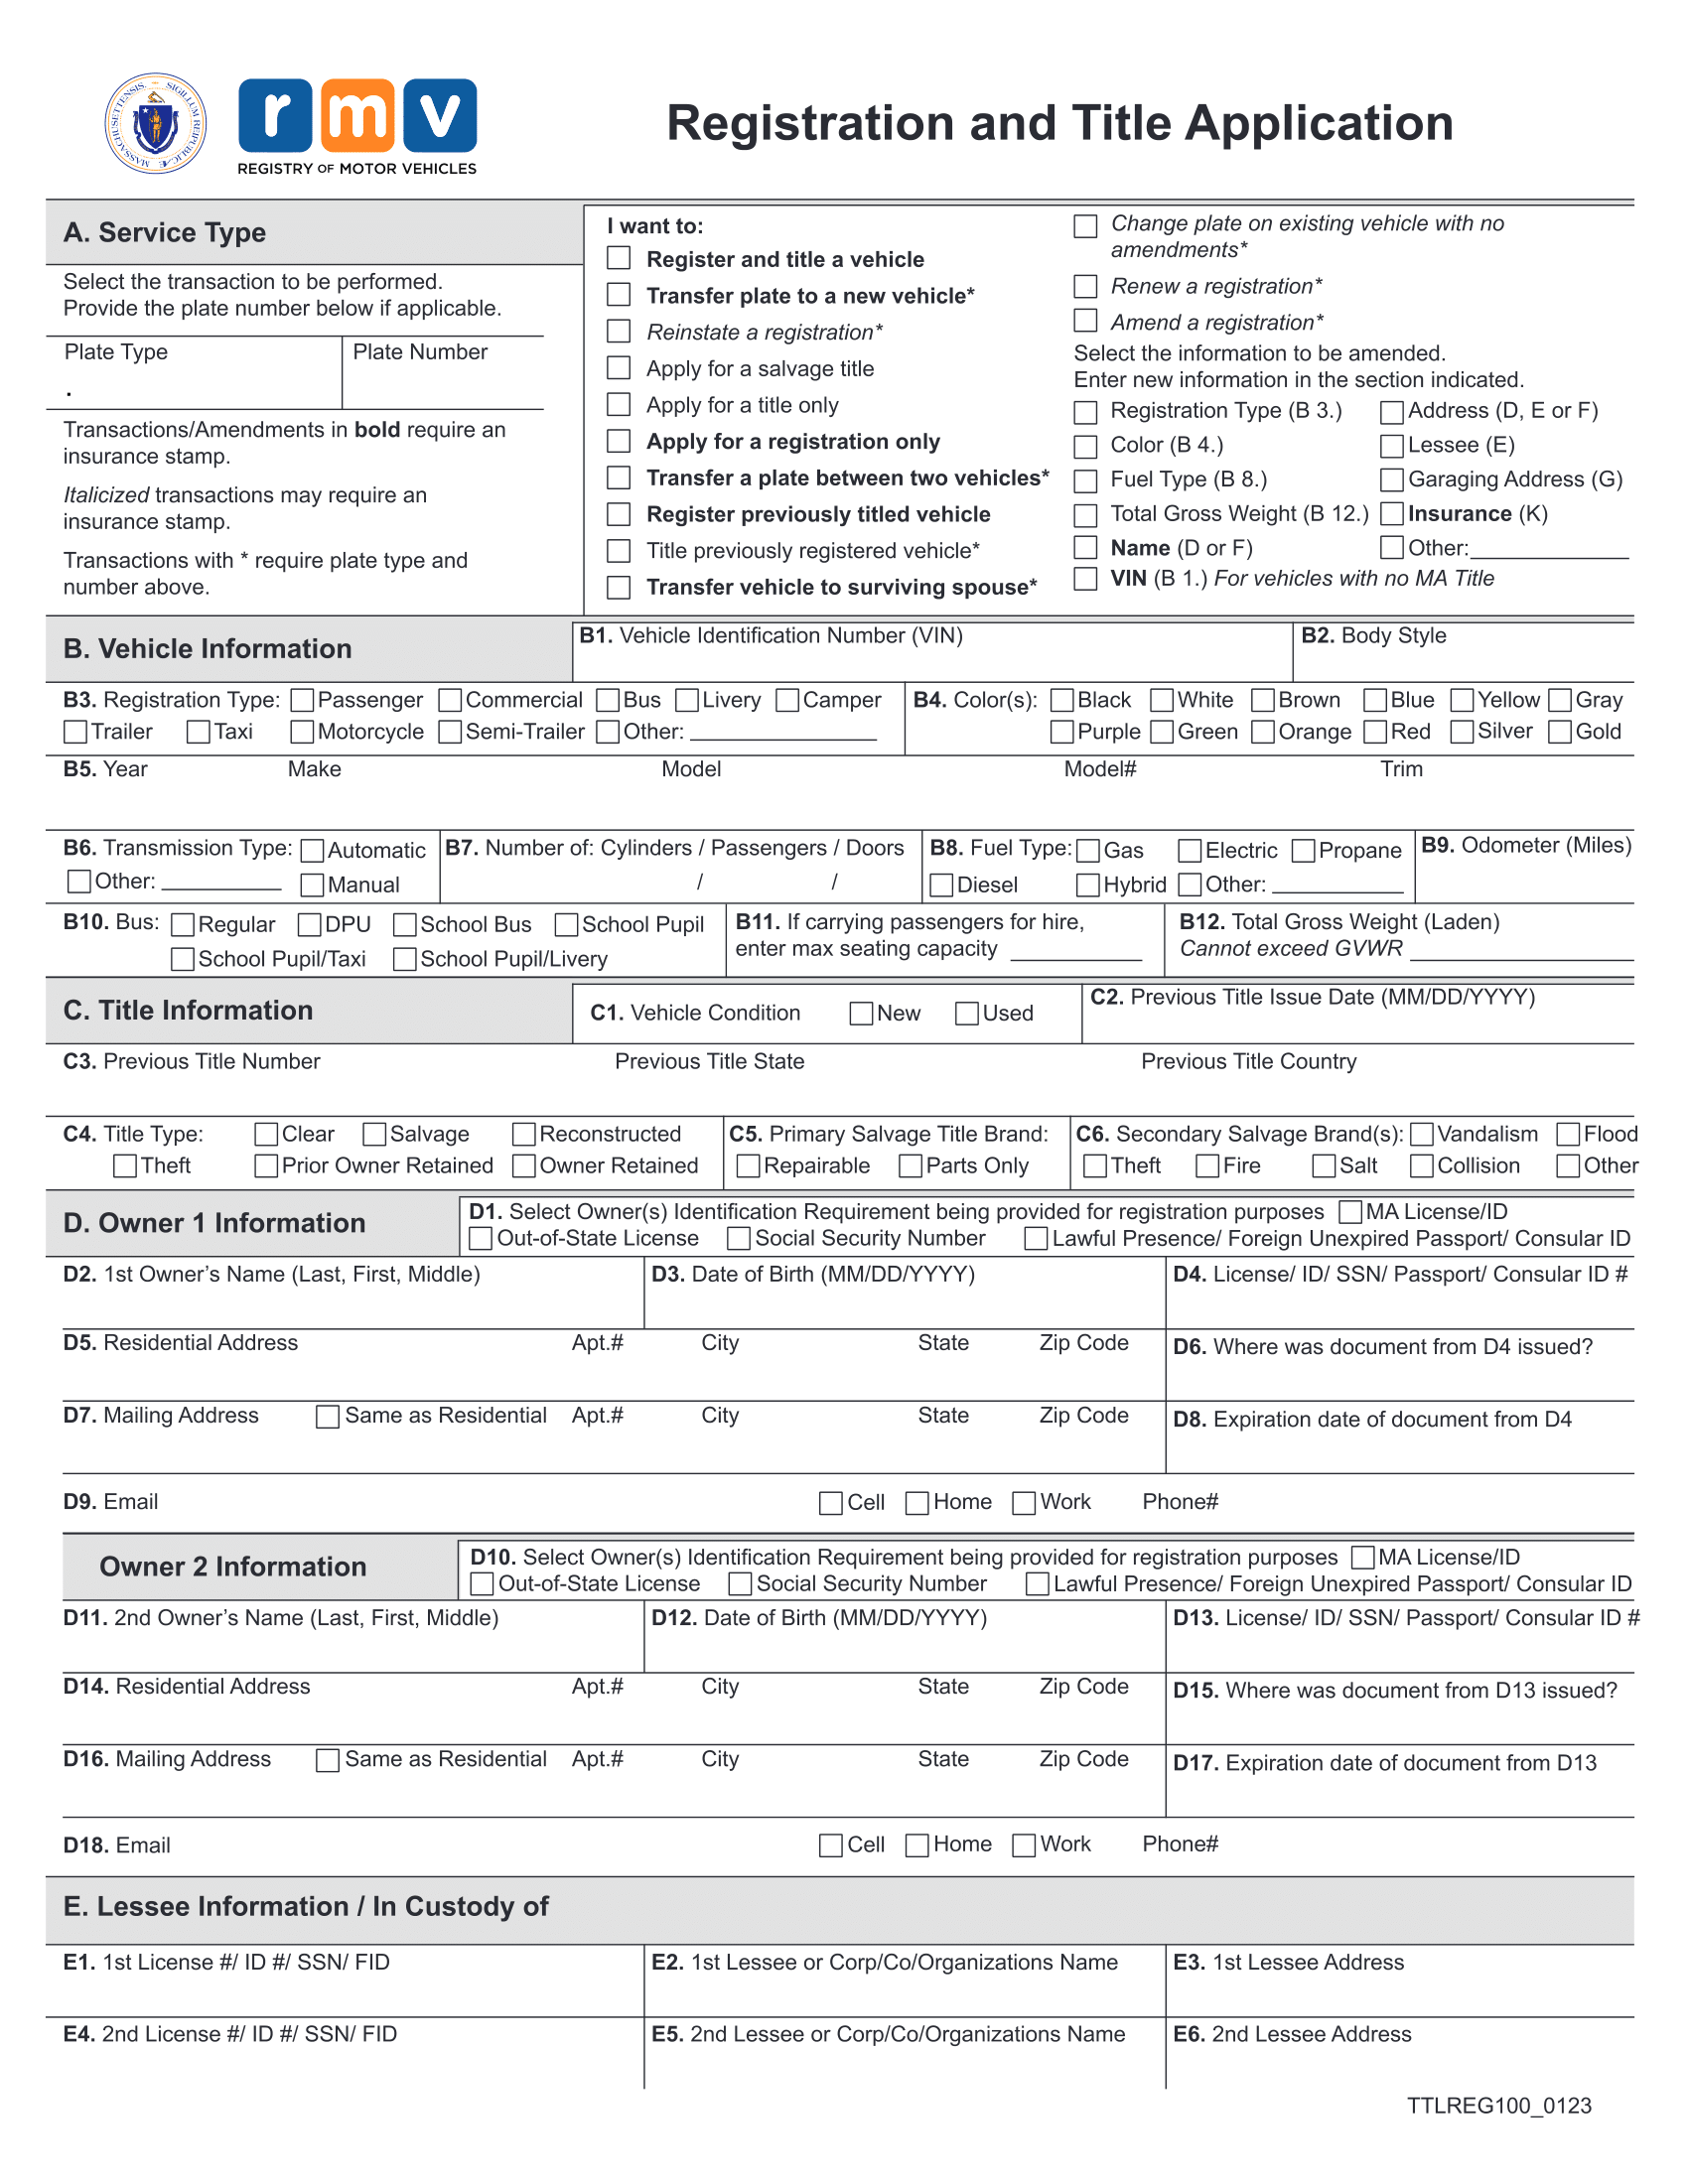 SIGILLUM REIPUBLICÆ MASSACHUSETTENSIS
rmv
REGISTRY OF MOTOR VEHICLES
Registration and Title Application
A. Service Type
Select the transaction to be performed.
Provide the plate number below if applicable.
Plate Type Plate Number
.
Transactions/Amendments in bold require an
insurance stamp.
Italicized transactions may require an
insurance stamp.
Transactions with * require plate type and
number above.
I want to:
Register and title a vehicle
Transfer plate to a new vehicle*
Reinstate a registration*
Apply for a salvage title
Apply for a title only
Apply for a registration only
Transfer a plate between two vehicles*
Register previously titled vehicle
Title previously registered vehicle*
Transfer vehicle to surviving spouse*
Change plate on existing vehicle with no
amendments*
Renew a registration*
Amend a registration*
Select the information to be amended.
Enter new information in the section indicated.
Registration Type (B 3.) Address (D, E or F)
Color (B 4.) Lessee (E)
Fuel Type (B 8.) Garaging Address (G)
Total Gross Weight (B 12.) Insurance (K)
Name (D or F) Other:
VIN (B 1.) For vehicles with no MA Title
B. Vehicle Information
B1. Vehicle Identification Number (VIN) B2. Body Style
B3. Registration Type: Passenger Commercial Bus Livery Camper
Trailer Taxi Motorcycle Semi-Trailer Other:
B4. Color(s): Black White Brown Blue Yellow Gray
Purple Green Orange Red Silver Gold
B5. Year Make Model Model# Trim
B6. Transmission Type: Automatic
Other: Manual
B7. Number of: Cylinders / Passengers / Doors
/ /
B8. Fuel Type: Gas Electric Propane
Diesel Hybrid Other:
B9. Odometer (Miles)
B10. Bus: Regular DPU School Bus School Pupil
School Pupil/Taxi School Pupil/Livery
B11. If carrying passengers for hire,
enter max seating capacity
B12. Total Gross Weight (Laden)
Cannot exceed GVWR
C. Title Information
C1. Vehicle Condition New Used
C2. Previous Title Issue Date (MM/DD/YYYY)
C3. Previous Title Number Previous Title State Previous Title Country
C4. Title Type: Clear Salvage Reconstructed
Theft Prior Owner Retained Owner Retained
C5. Primary Salvage Title Brand:
Repairable Parts Only
C6. Secondary Salvage Brand(s): Vandalism Flood
Theft Fire Salt Collision Other
D. Owner 1 Information
D1. Select Owner(s) Identification Requirement being provided for registration purposes MA License/ID
Out-of-State License Social Security Number Lawful Presence/ Foreign Unexpired Passport/ Consular ID
D2. 1st Owner's Name (Last, First, Middle) D3. Date of Birth (MM/DD/YYYY) D4. License/ ID/ SSN/ Passport/ Consular ID #
D5. Residential Address Apt.# City State Zip Code D6. Where was document from D4 issued?
D7. Mailing Address Same as Residential Apt.# City State Zip Code D8. Expiration date of document from D4
D9. Email Cell Home Work Phone#
Owner 2 Information
D10. Select Owner(s) Identification Requirement being provided for registration purposes MA License/ID
Out-of-State License Social Security Number Lawful Presence/ Foreign Unexpired Passport/ Consular ID
D11. 2nd Owner's Name (Last, First, Middle) D12. Date of Birth (MM/DD/YYYY) D13. License/ ID/ SSN/ Passport/ Consular ID #
D14. Residential Address Apt.# City State Zip Code D15. Where was document from D13 issued?
D16. Mailing Address Same as Residential Apt.# City State Zip Code D17. Expiration date of document from D13
D18. Email Cell Home Work Phone#
E. Lessee Information / In Custody of
E1. 1st License #/ ID #/ SSN/ FID E2. 1st Lessee or Corp/Co/Organizations Name E3. 1st Lessee Address
E4. 2nd License #/ ID #/ SSN/ FID E5. 2nd Lessee or Corp/Co/Organizations Name E6. 2nd Lessee Address
TTLREG100_0123